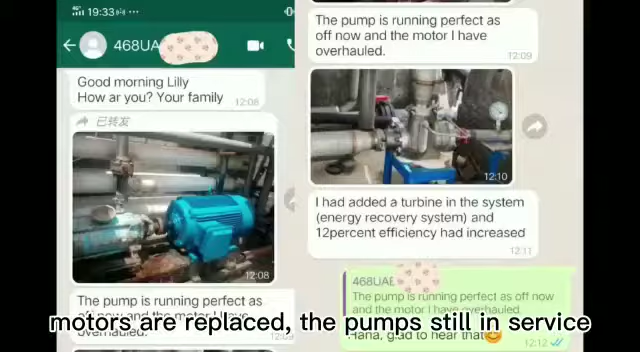 19:33
468UA
Good morning Lilly
How ar you? Your family
12:08
已转发
12:08
The pump is running perfect as
off now and the motor I have
overhauled.
12:09
The pump is running perfect as
off now and the motor I have
overhauled.
12:09
12:10
I had added a turbine in the system
(energy recovery system) and
12percent efficiency had increased
12:11
468UAE
The pump is running perfect as off now
and the motor I have overhauled.
Haha, glad to hear that😊
12:12
motors are replaced, the pumps still in service